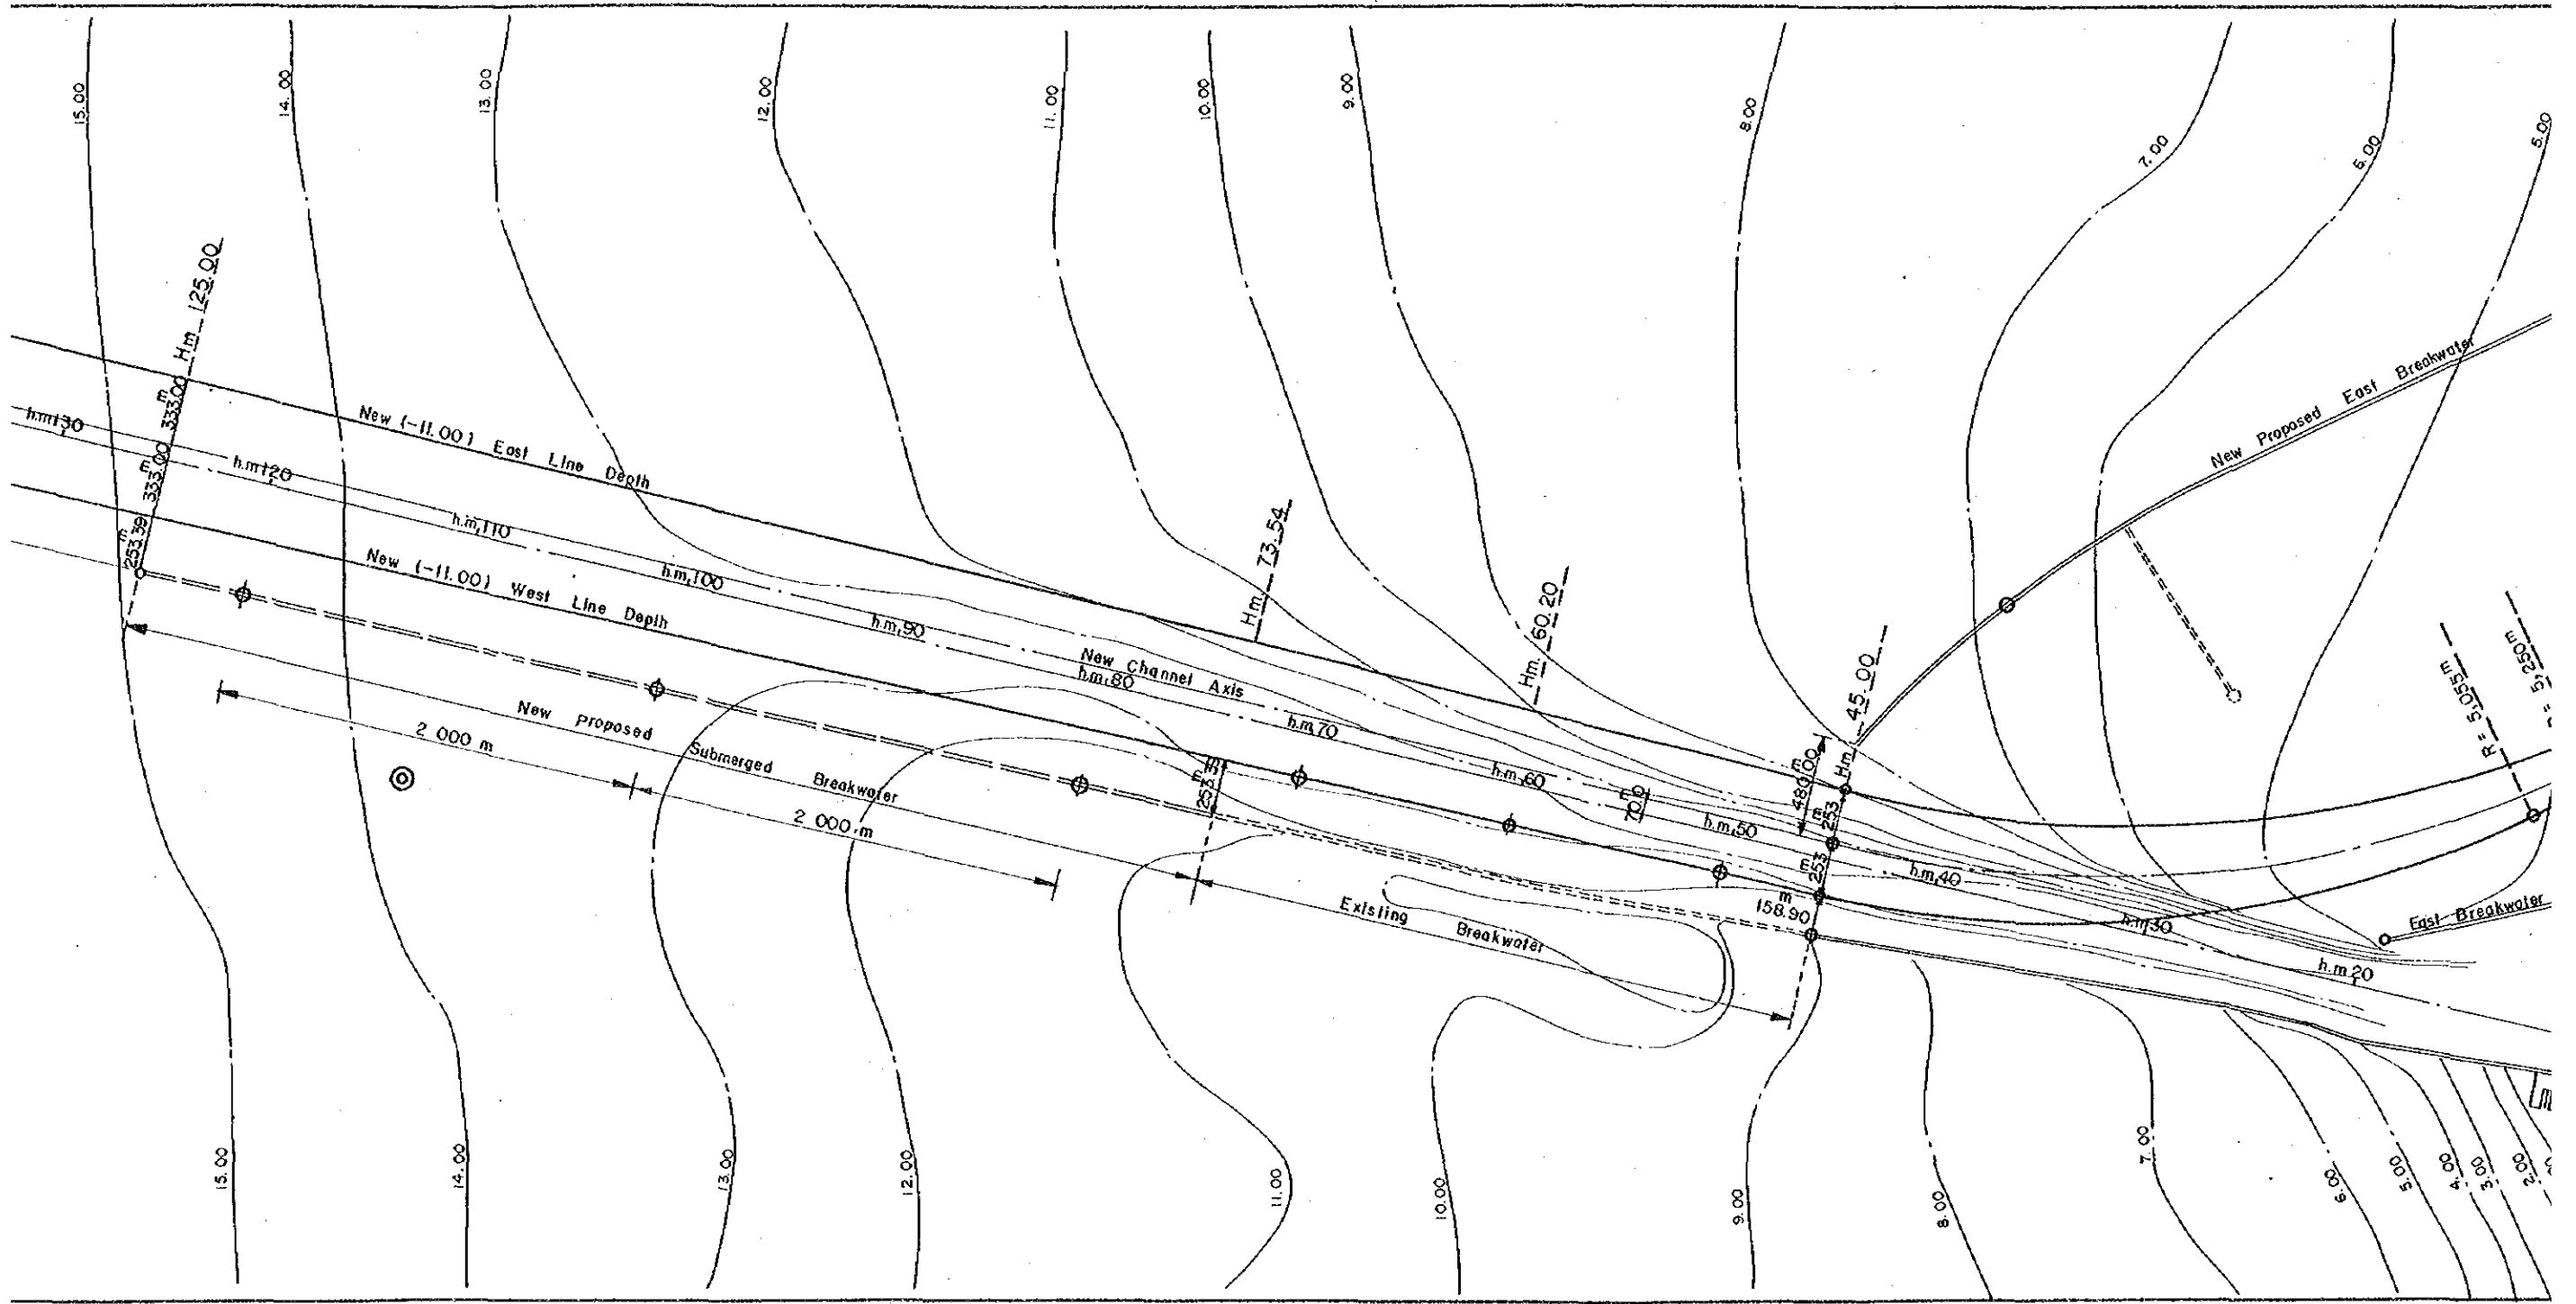 15.00
14.00
13.00
12.00
11.00
10.00
9.00
8.00
7.00
6.00
5.00
Hm 125.00
333.00 m
333.00 m
253.39 m
h.m130
h.m120
h.m,110
h.m,100
h.m,90
h.m,80
h.m,70
h.m,60
h.m,50
h.m,40
h.m,30
h.m,20
New (-11.00) East Line Depth
New (-11.00) West Line Depth
New Channel Axis
Hm. 73.54
Hm. 60.20
Hm. 45.00
New Proposed East Breakwater
R = 5,055 m
5,250m
New Proposed Submerged Breakwater
2 000 m
2 000 m
480.00 m
253 m
253 m
158.90 m
Existing Breakwater
East Breakwater
15.00
14.00
13.00
12.00
11.00
10.00
9.00
8.00
7.00
6.00
5.00
4.00
3.00
2.00